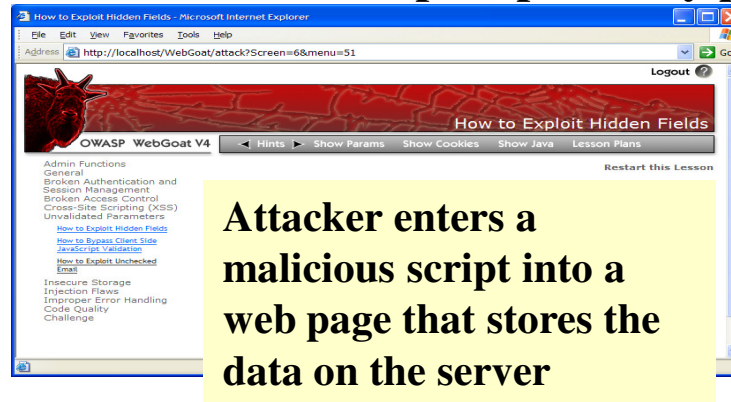 How to Exploit Hidden Fields - Microsoft Internet Explorer
File Edit View Favorites Tools Help
Address http://localhost/WebGoat/attack?Screen=6&menu=51 Go
Logout ?
How to Exploit Hidden Fields
OWASP WebGoat V4 Hints Show Params Show Cookies Show Java Lesson Plans
Restart this Lesson
Admin Functions
General
Broken Authentication and
Session Management
Broken Access Control
Cross-Site Scripting (XSS)
Unvalidated Parameters
How to Exploit Hidden Fields
How to Bypass Client Side
JavaScript Validation
How to Exploit Unchecked
Email
Insecure Storage
Injection Flaws
Improper Error Handling
Code Quality
Challenge
Attacker enters a
malicious script into a
web page that stores the
data on the server